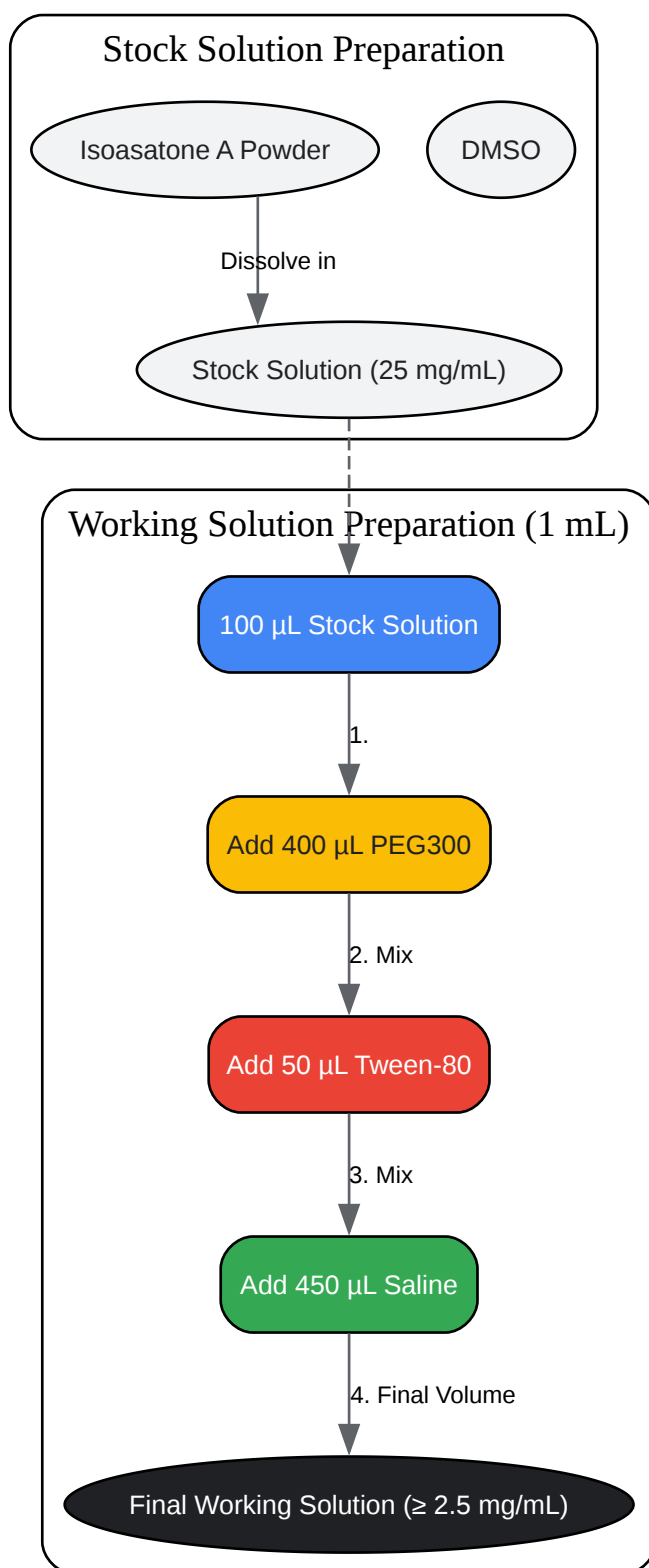 Stock Solution Preparation
Isoasatone A Powder
DMSO
Dissolve in
Stock Solution (25 mg/mL)
Working Solution Preparation (1 mL)
100 µL Stock Solution
1.
Add 400 µL PEG300
2. Mix
Add 50 µL Tween-80
3. Mix
Add 450 µL Saline
4. Final Volume
Final Working Solution (≥ 2.5 mg/mL)